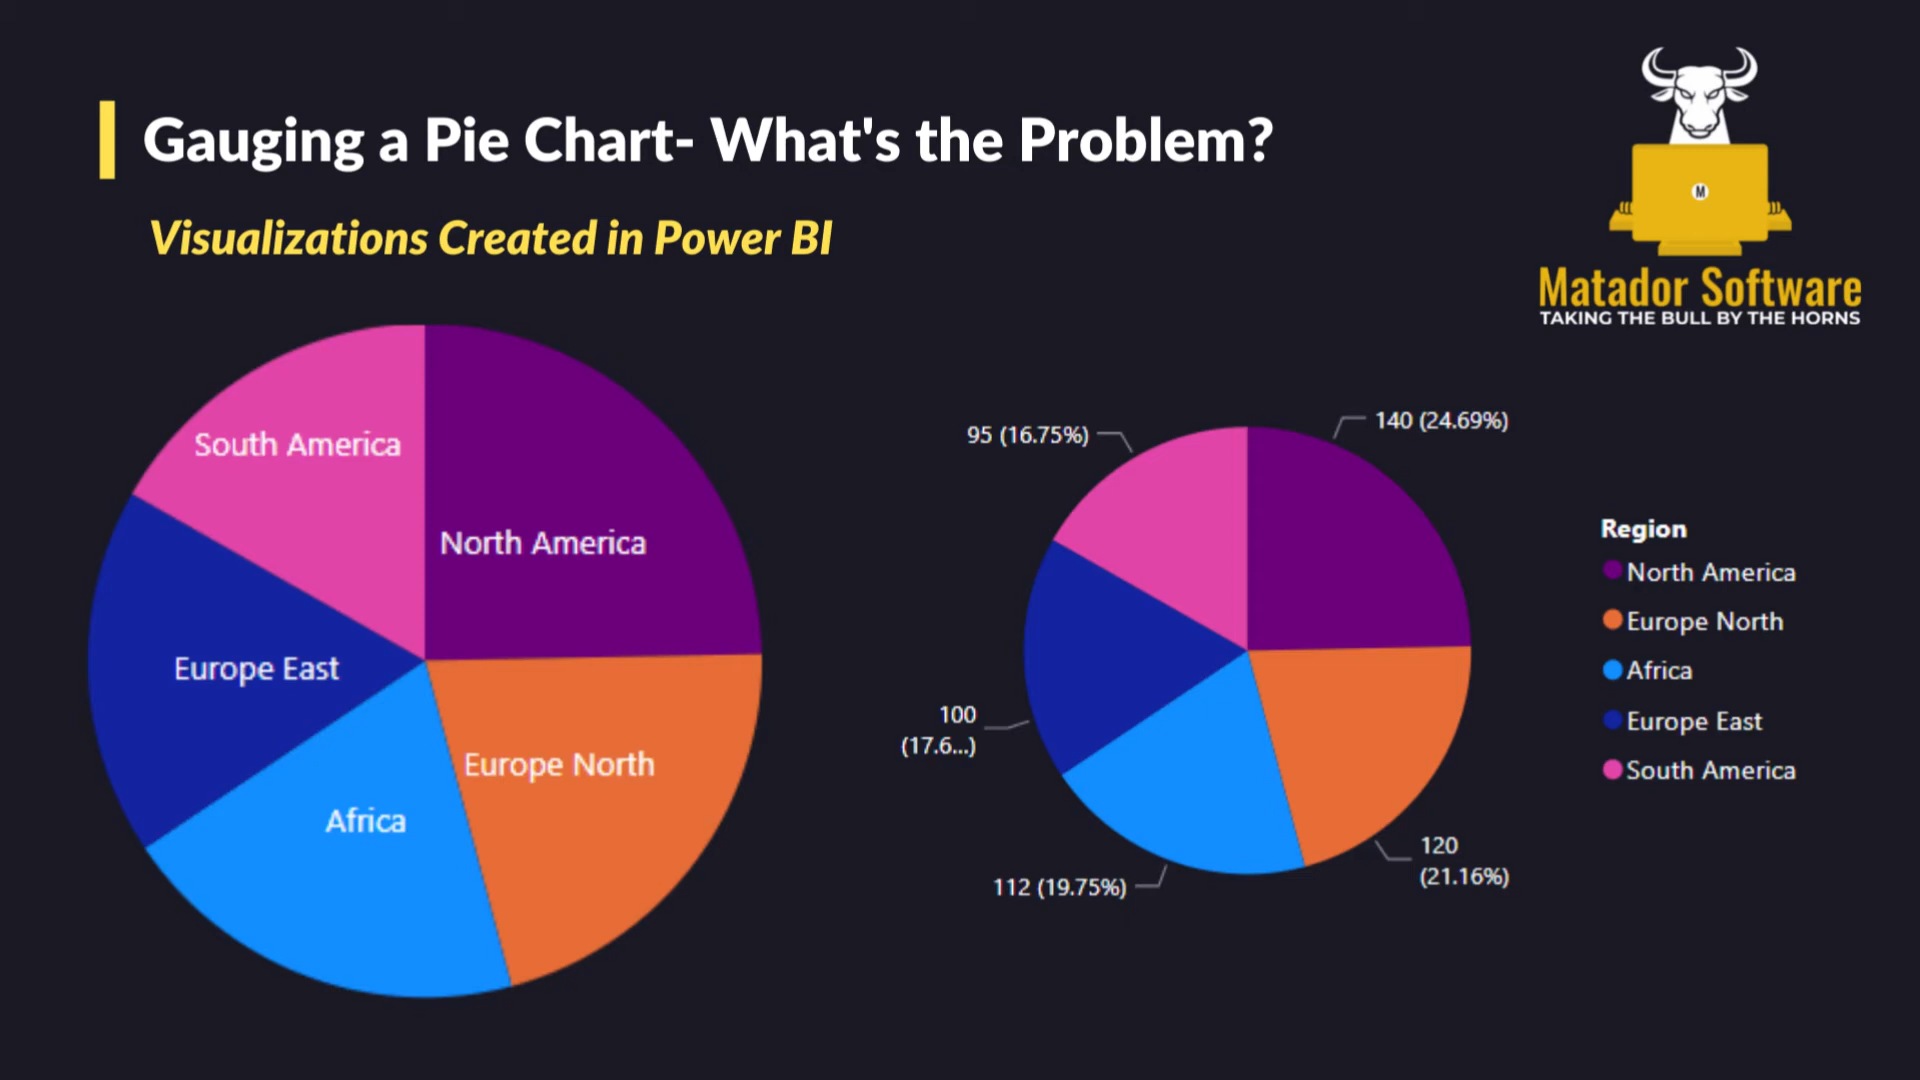 Gauging a Pie Chart- What's the Problem?
Visualizations Created in Power BI
M
Matador Software
TAKING THE BULL BY THE HORNS
South America
North America
Europe East
Europe North
Africa
95 (16.75%)
140 (24.69%)
100
(17.6...)
120
(21.16%)
112 (19.75%)
Region
North America
Europe North
Africa
Europe East
South America